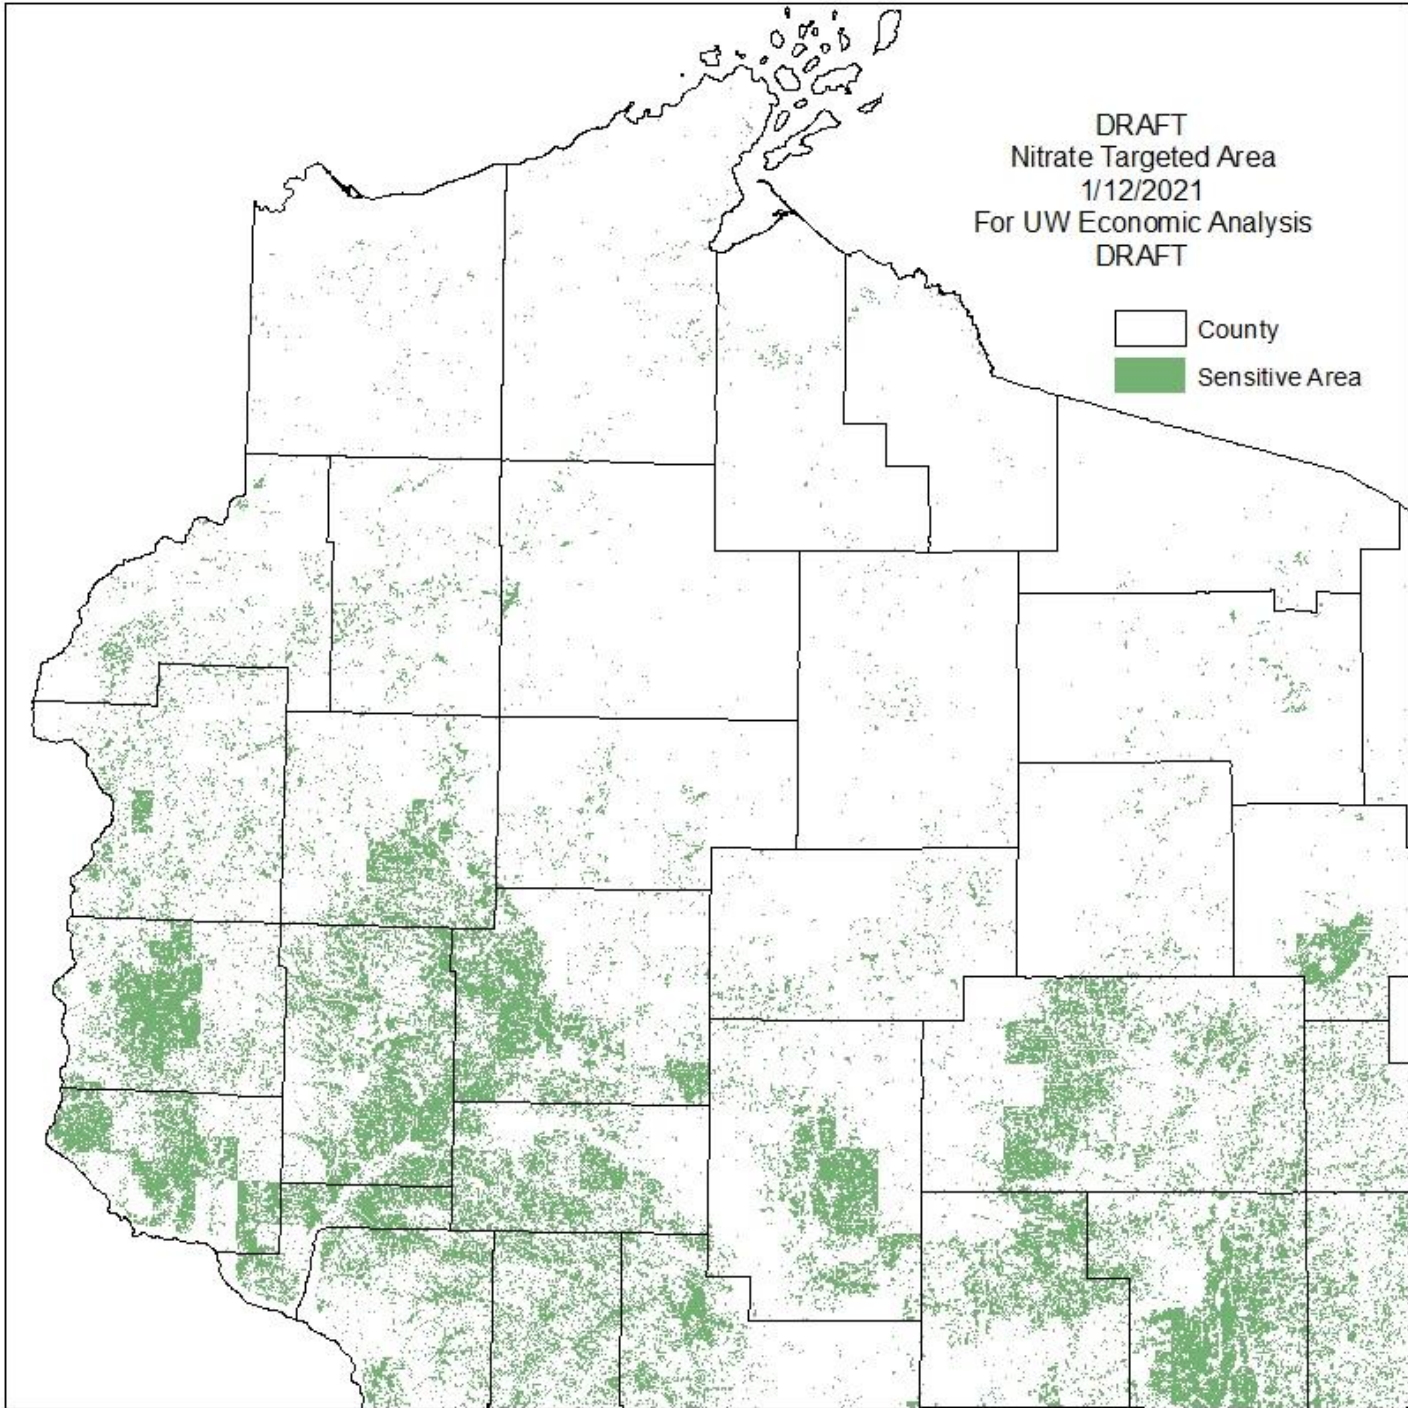 DRAFT
Nitrate Targeted Area
1/12/2021
For UW Economic Analysis
DRAFT
County
Sensitive Area